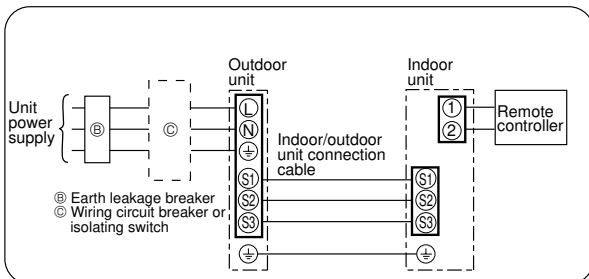 Outdoor
unit
Indoor
unit
Unit
power
supply
Ⓑ
Ⓒ
L
N
⏚
S1
S2
S3
⏚
Indoor/outdoor
unit connection
cable
1
2
Remote
controller
S1
S2
S3
⏚
Ⓑ Earth leakage breaker
Ⓒ Wiring circuit breaker or
isolating switch